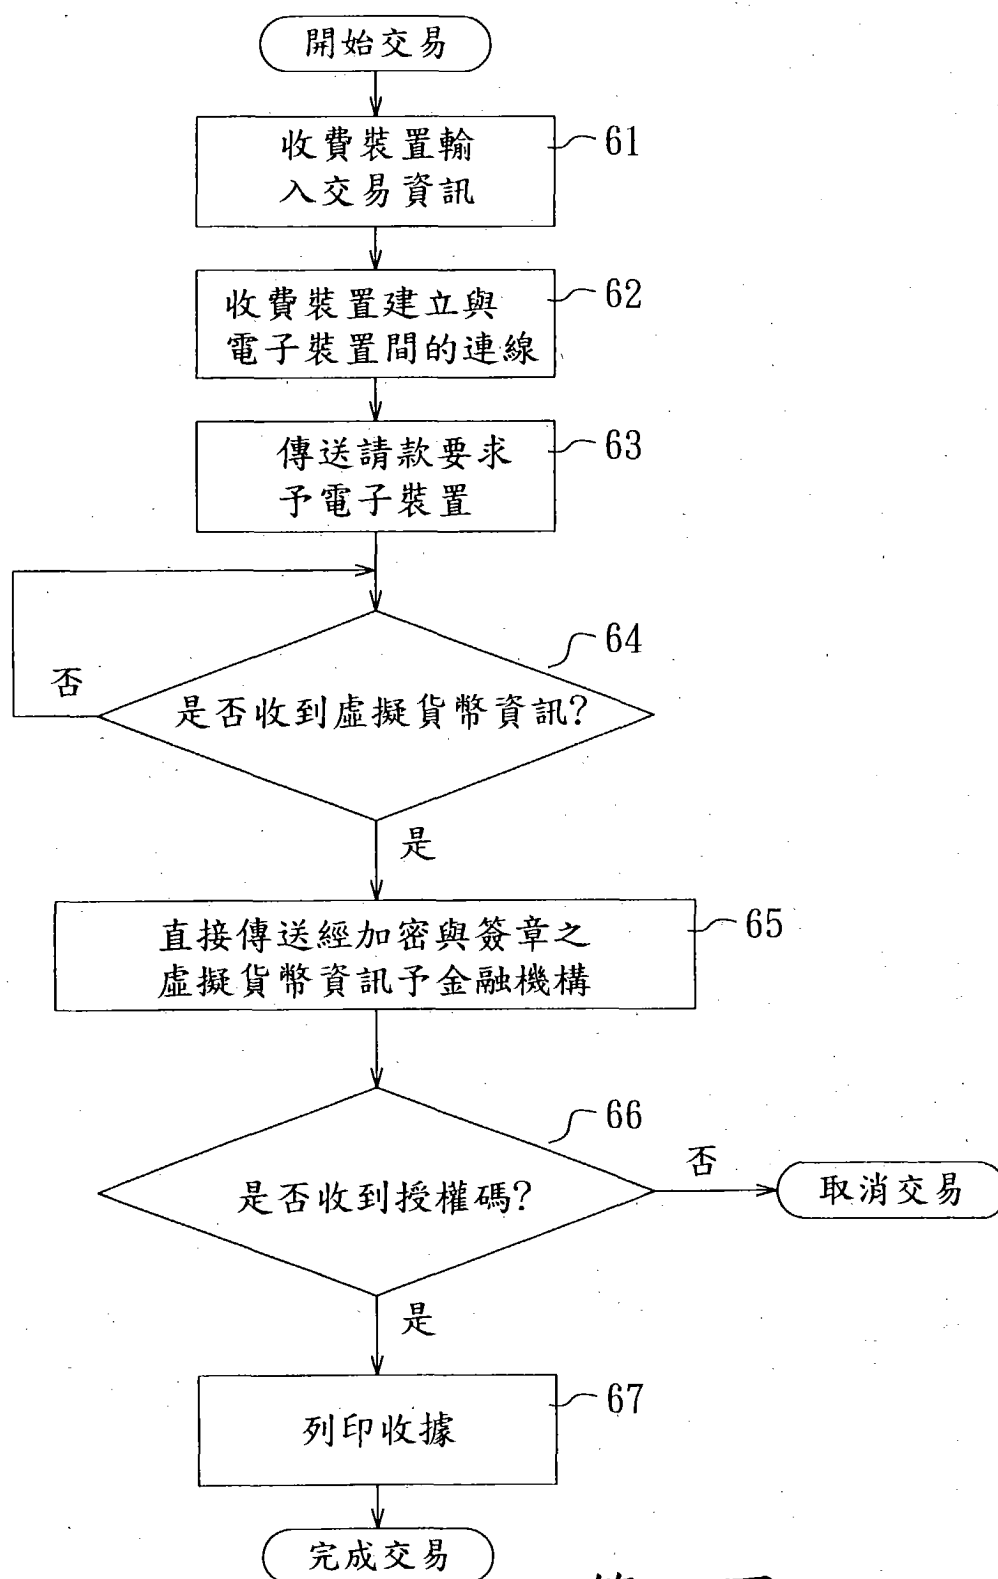 開始交易
收費裝置輸
入交易資訊
61
收費裝置建立與
電子裝置間的連線
62
傳送請款要求
予電子裝置
63
否
64
是否收到虛擬貨幣資訊?
是
直接傳送經加密與簽章之
虛擬貨幣資訊予金融機構
65
66
是否收到授權碼?
否
取消交易
是
列印收據
67
完成交易